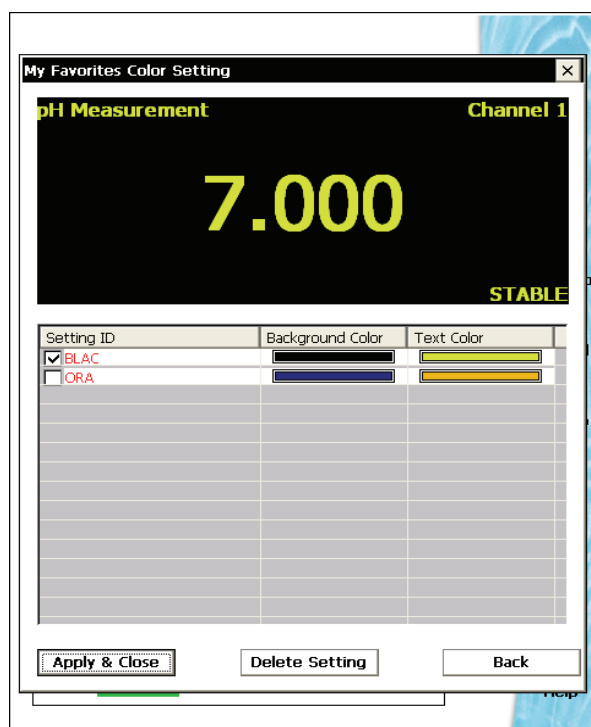 My Favorites Color Setting
pH Measurement Channel 1
7.000
STABLE
Setting ID Background Color Text Color
BLAC
ORA
Apply & Close Delete Setting Back
Help